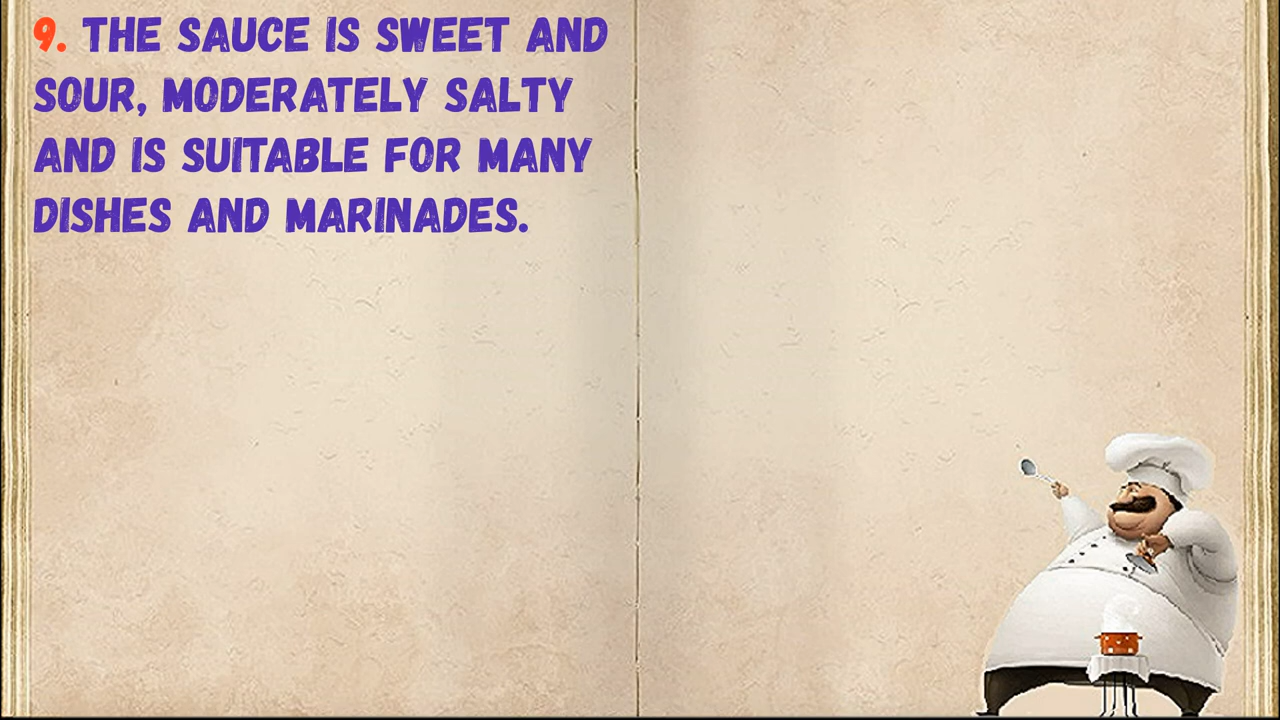 9. THE SAUCE IS SWEET AND
SOUR, MODERATELY SALTY
AND IS SUITABLE FOR MANY
DISHES AND MARINADES.